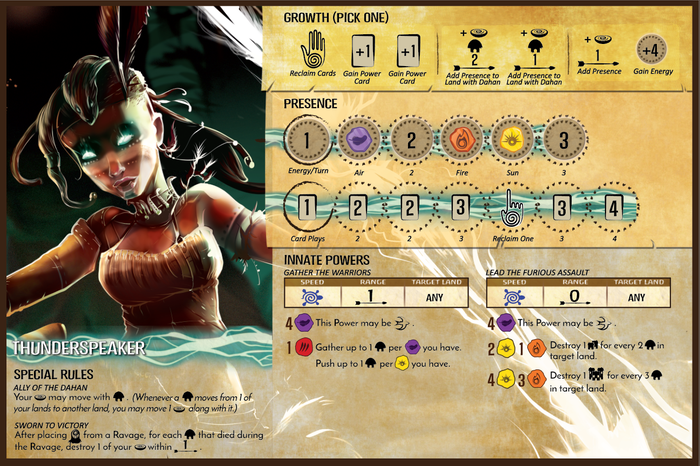 GROWTH (PICK ONE)
+1 +1 + 2 + 1 + 1 +4
Reclaim Cards
Gain Power Card
Gain Power Card
Add Presence to Land with Dahan
Add Presence to Land with Dahan
Add Presence
Gain Energy
PRESENCE
1 2 3
Energy/Turn Air 2 Fire Sun 3
1 2 2 3 3 4
Card Plays 2 2 3 Reclaim One 3 4
INNATE POWERS
GATHER THE WARRIORS
SPEED RANGE TARGET LAND
1 ANY
4 This Power may be .
1 Gather up to 1 per you have.
Push up to 1 per you have.
LEAD THE FURIOUS ASSAULT
SPEED RANGE TARGET LAND
0 ANY
4 This Power may be .
2 1 Destroy 1 for every 2 in
target land.
4 3 Destroy 1 for every 3
in target land.
THUNDERSPEAKER
SPECIAL RULES
ALLY OF THE DAHAN
Your may move with . (Whenever a moves from 1 of
your lands to another land, you may move 1 along with it.)
SWORN TO VICTORY
After placing from a Ravage, for each that died during
the Ravage, destroy 1 of your within 1 .